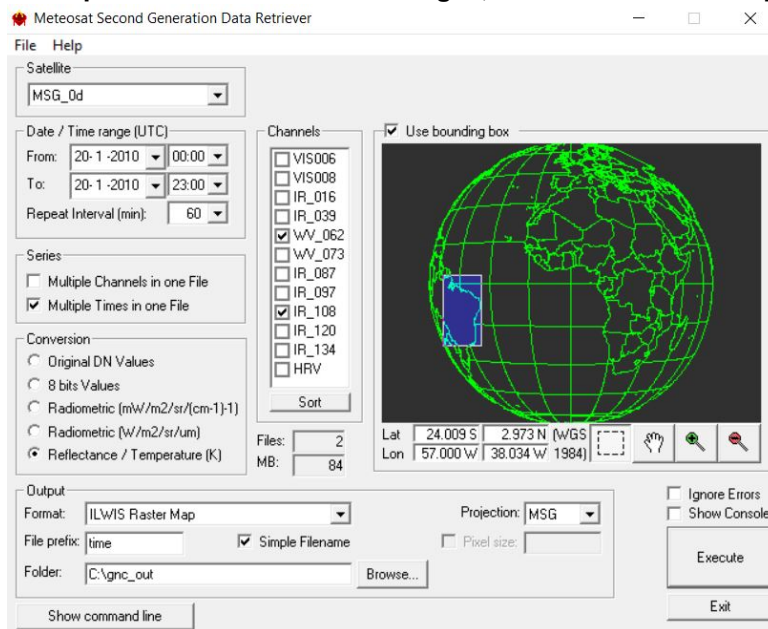 Meteosat Second Generation Data Retriever
File Help
Satellite
MSG_0d
Date / Time range (UTC)
From: 20- 1 -2010 00:00
To: 20- 1 -2010 23:00
Repeat Interval (min): 60
Series
Multiple Channels in one File
Multiple Times in one File
Conversion
Original DN Values
8 bits Values
Radiometric (mW/m2/sr/(cm-1)-1)
Radiometric (W/m2/sr/um)
Reflectance / Temperature (K)
Channels
VIS006
VIS008
IR_016
IR_039
WV_062
WV_073
IR_087
IR_097
IR_108
IR_120
IR_134
HRV
Sort
Files: 2
MB: 84
Use bounding box
Lat 24.009 S 2.973 N (WGS
Lon 57.000 W 38.034 W 1984)
Output
Format: ILWIS Raster Map
Projection: MSG
File prefix: time
Simple Filename
Pixel size:
Folder: C:\gnc_out
Browse...
Ignore Errors
Show Console
Execute
Exit
Show command line